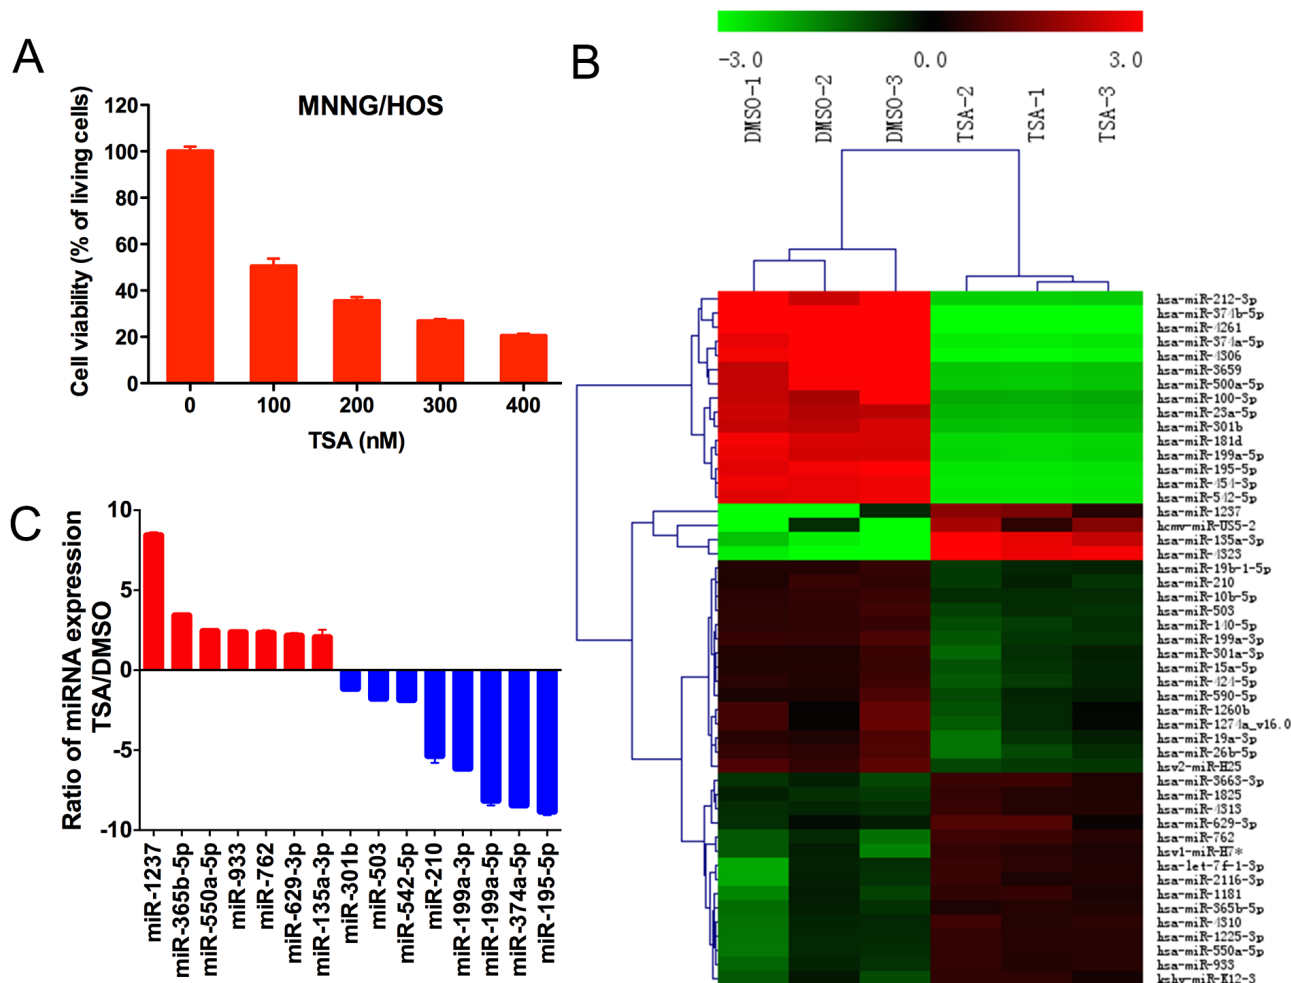 A
MNNG/HOS
Cell viability (% of living cells)
120
100
80
60
40
20
0
0 100 200 300 400
TSA (nM)
B
-3.0 0.0 3.0
DMSO-1 DMSO-2 DMSO-3 TSA-2 TSA-1 TSA-3
hsa-miR-212-3p
hsa-miR-374b-5p
hsa-miR-4261
hsa-miR-374a-5p
hsa-miR-4306
hsa-miR-3659
hsa-miR-500a-5p
hsa-miR-100-3p
hsa-miR-23a-5p
hsa-miR-301b
hsa-miR-181d
hsa-miR-199a-5p
hsa-miR-195-5p
hsa-miR-454-3p
hsa-miR-542-5p
hsa-miR-1237
hcmv-miR-US5-2
hsa-miR-135a-3p
hsa-miR-4323
hsa-miR-19b-1-5p
hsa-miR-210
hsa-miR-10b-5p
hsa-miR-503
hsa-miR-140-5p
hsa-miR-199a-3p
hsa-miR-301a-3p
hsa-miR-15a-5p
hsa-miR-424-5p
hsa-miR-590-5p
hsa-miR-1260b
hsa-miR-1274a_v16.0
hsa-miR-19a-3p
hsa-miR-26b-5p
hsv2-miR-H25
hsa-miR-3663-3p
hsa-miR-1825
hsa-miR-4313
hsa-miR-629-3p
hsa-miR-762
hsv1-miR-H7*
hsa-let-7f-1-3p
hsa-miR-2116-3p
hsa-miR-1181
hsa-miR-365b-5p
hsa-miR-4310
hsa-miR-1225-3p
hsa-miR-550a-5p
hsa-miR-933
kshv-miR-K12-3
C
Ratio of miRNA expression
TSA/DMSO
10
5
0
-5
-10
miR-1237
miR-365b-5p
miR-550a-5p
miR-933
miR-762
miR-629-3p
miR-135a-3p
miR-301b
miR-503
miR-542-5p
miR-210
miR-199a-3p
miR-199a-5p
miR-374a-5p
miR-195-5p